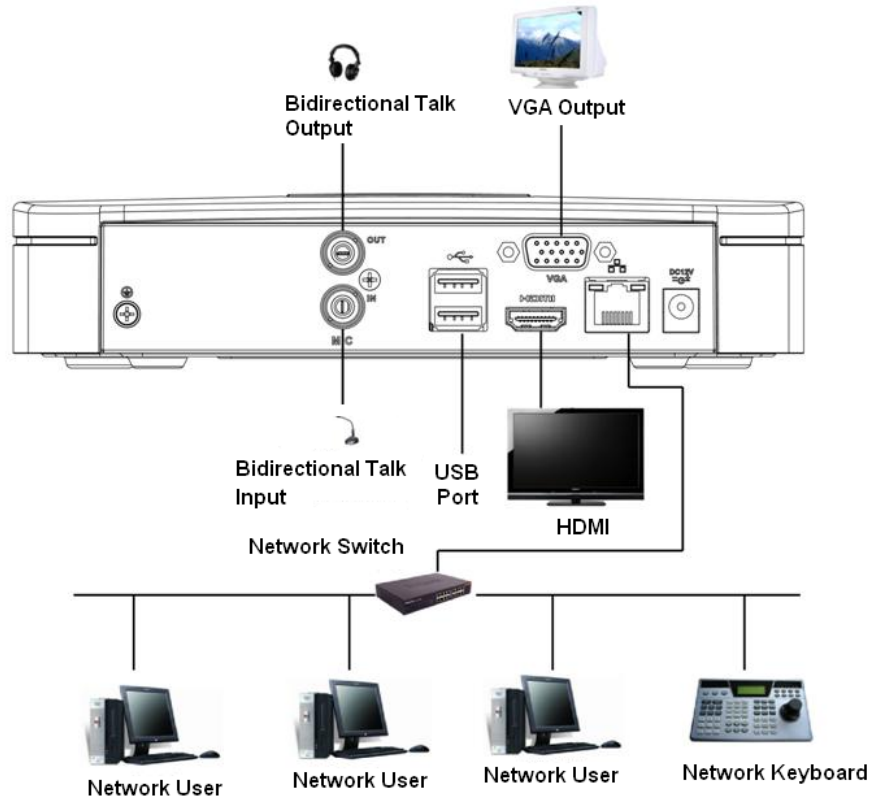 Bidirectional Talk
Output
VGA Output
OUT
IN
MIC
VGA
HDMI
DC12V
Bidirectional Talk
Input
USB
Port
HDMI
Network Switch
Network User
Network User
Network User
Network Keyboard